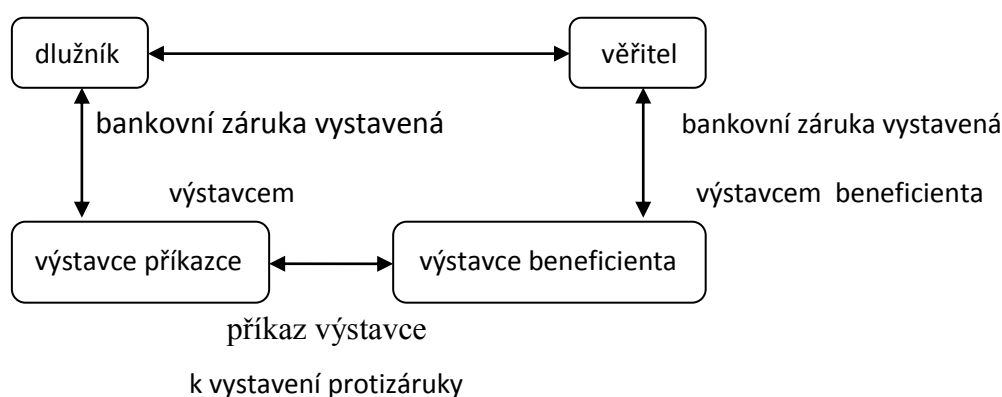 dlužník
věřitel
bankovní záruka vystavená
bankovní záruka vystavená
výstavcem
výstavcem beneficienta
výstavce příkazce
výstavce beneficienta
příkaz výstavce
k vystavení protizáruky